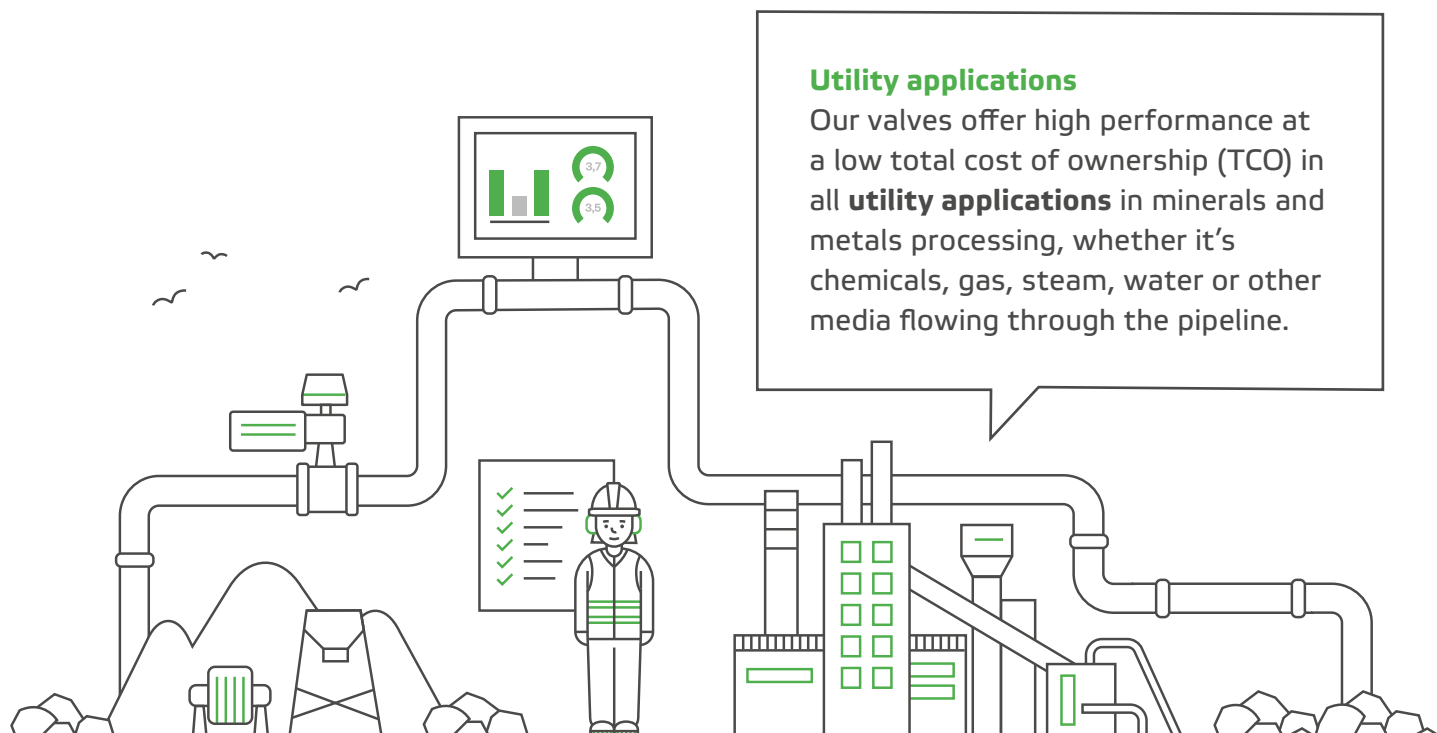 Utility applications
Our valves offer high performance at
a low total cost of ownership (TCO) in
all utility applications in minerals and
metals processing, whether it’s
chemicals, gas, steam, water or other
media flowing through the pipeline.
3,7
3,5